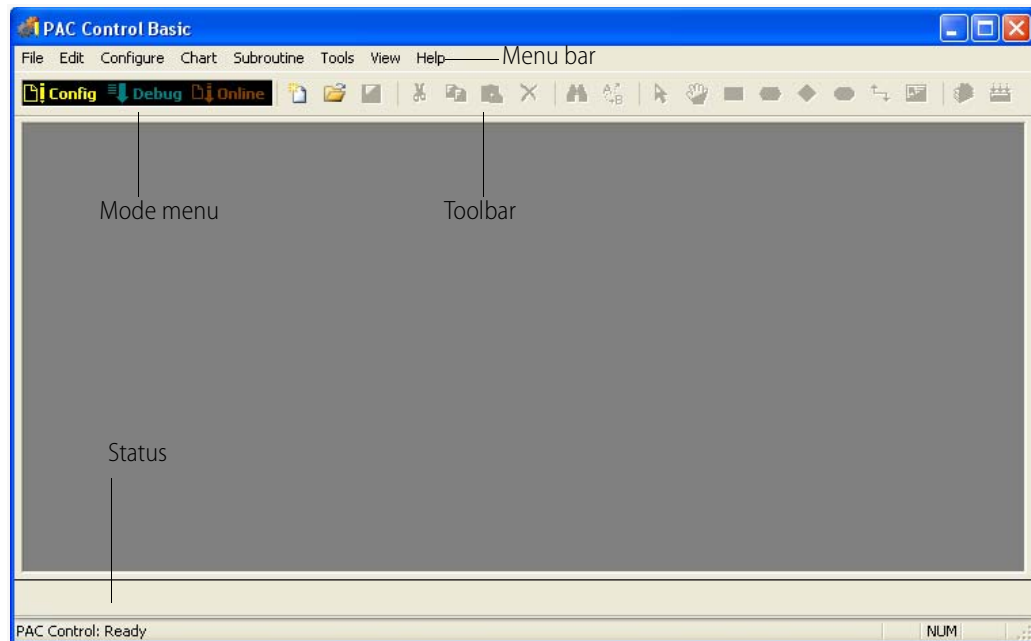 PAC Control Basic
File Edit Configure Chart Subroutine Tools View Help Menu bar
Config Debug Online
Mode menu Toolbar
Status
PAC Control: Ready NUM